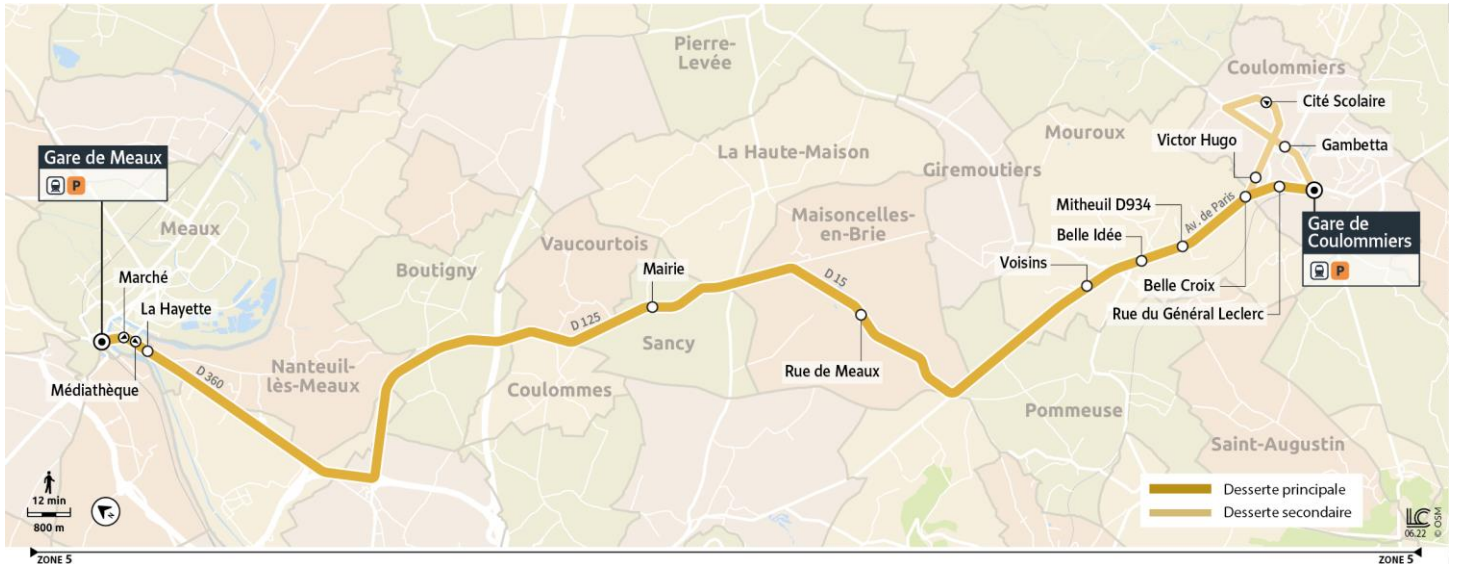 Pierre-
Levée
Coulommiers
Cité Scolaire
Mouroux
Victor Hugo
Gambetta
Gare de Meaux
P
La Haute-Maison
Giremoutiers
Mitheuil D934
Av. de Paris
Maisoncelles-
en-Brie
Gare de
Coulommiers
P
Meaux
Vaucourtois
Belle Idée
Boutigny
Mairie
Voisins
Marché
D 15
Belle Croix
La Hayette
D 125
Rue du Général Leclerc
Sancy
Nanteuil-
lès-Meaux
D 360
Rue de Meaux
Médiathèque
Coulommes
Pommeuse
Saint-Augustin
12 min
800 m
Desserte principale
Desserte secondaire
LC
06.22
© OSM
ZONE 5
ZONE 5